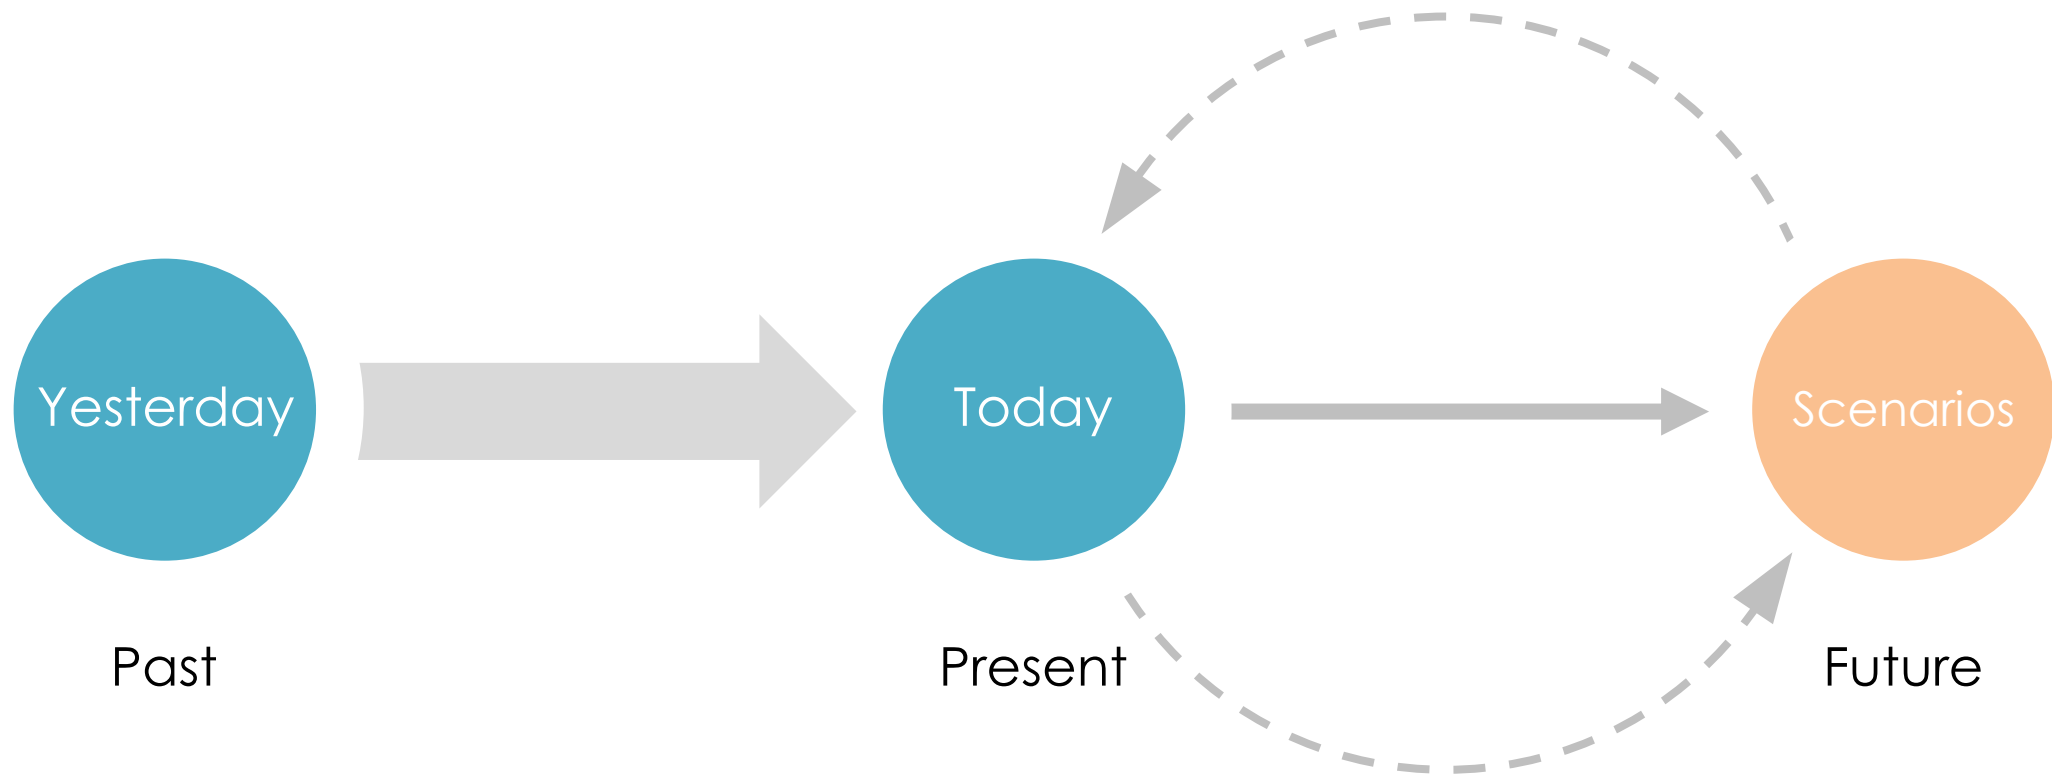 Yesterday
Today
Scenarios
Past
Present
Future